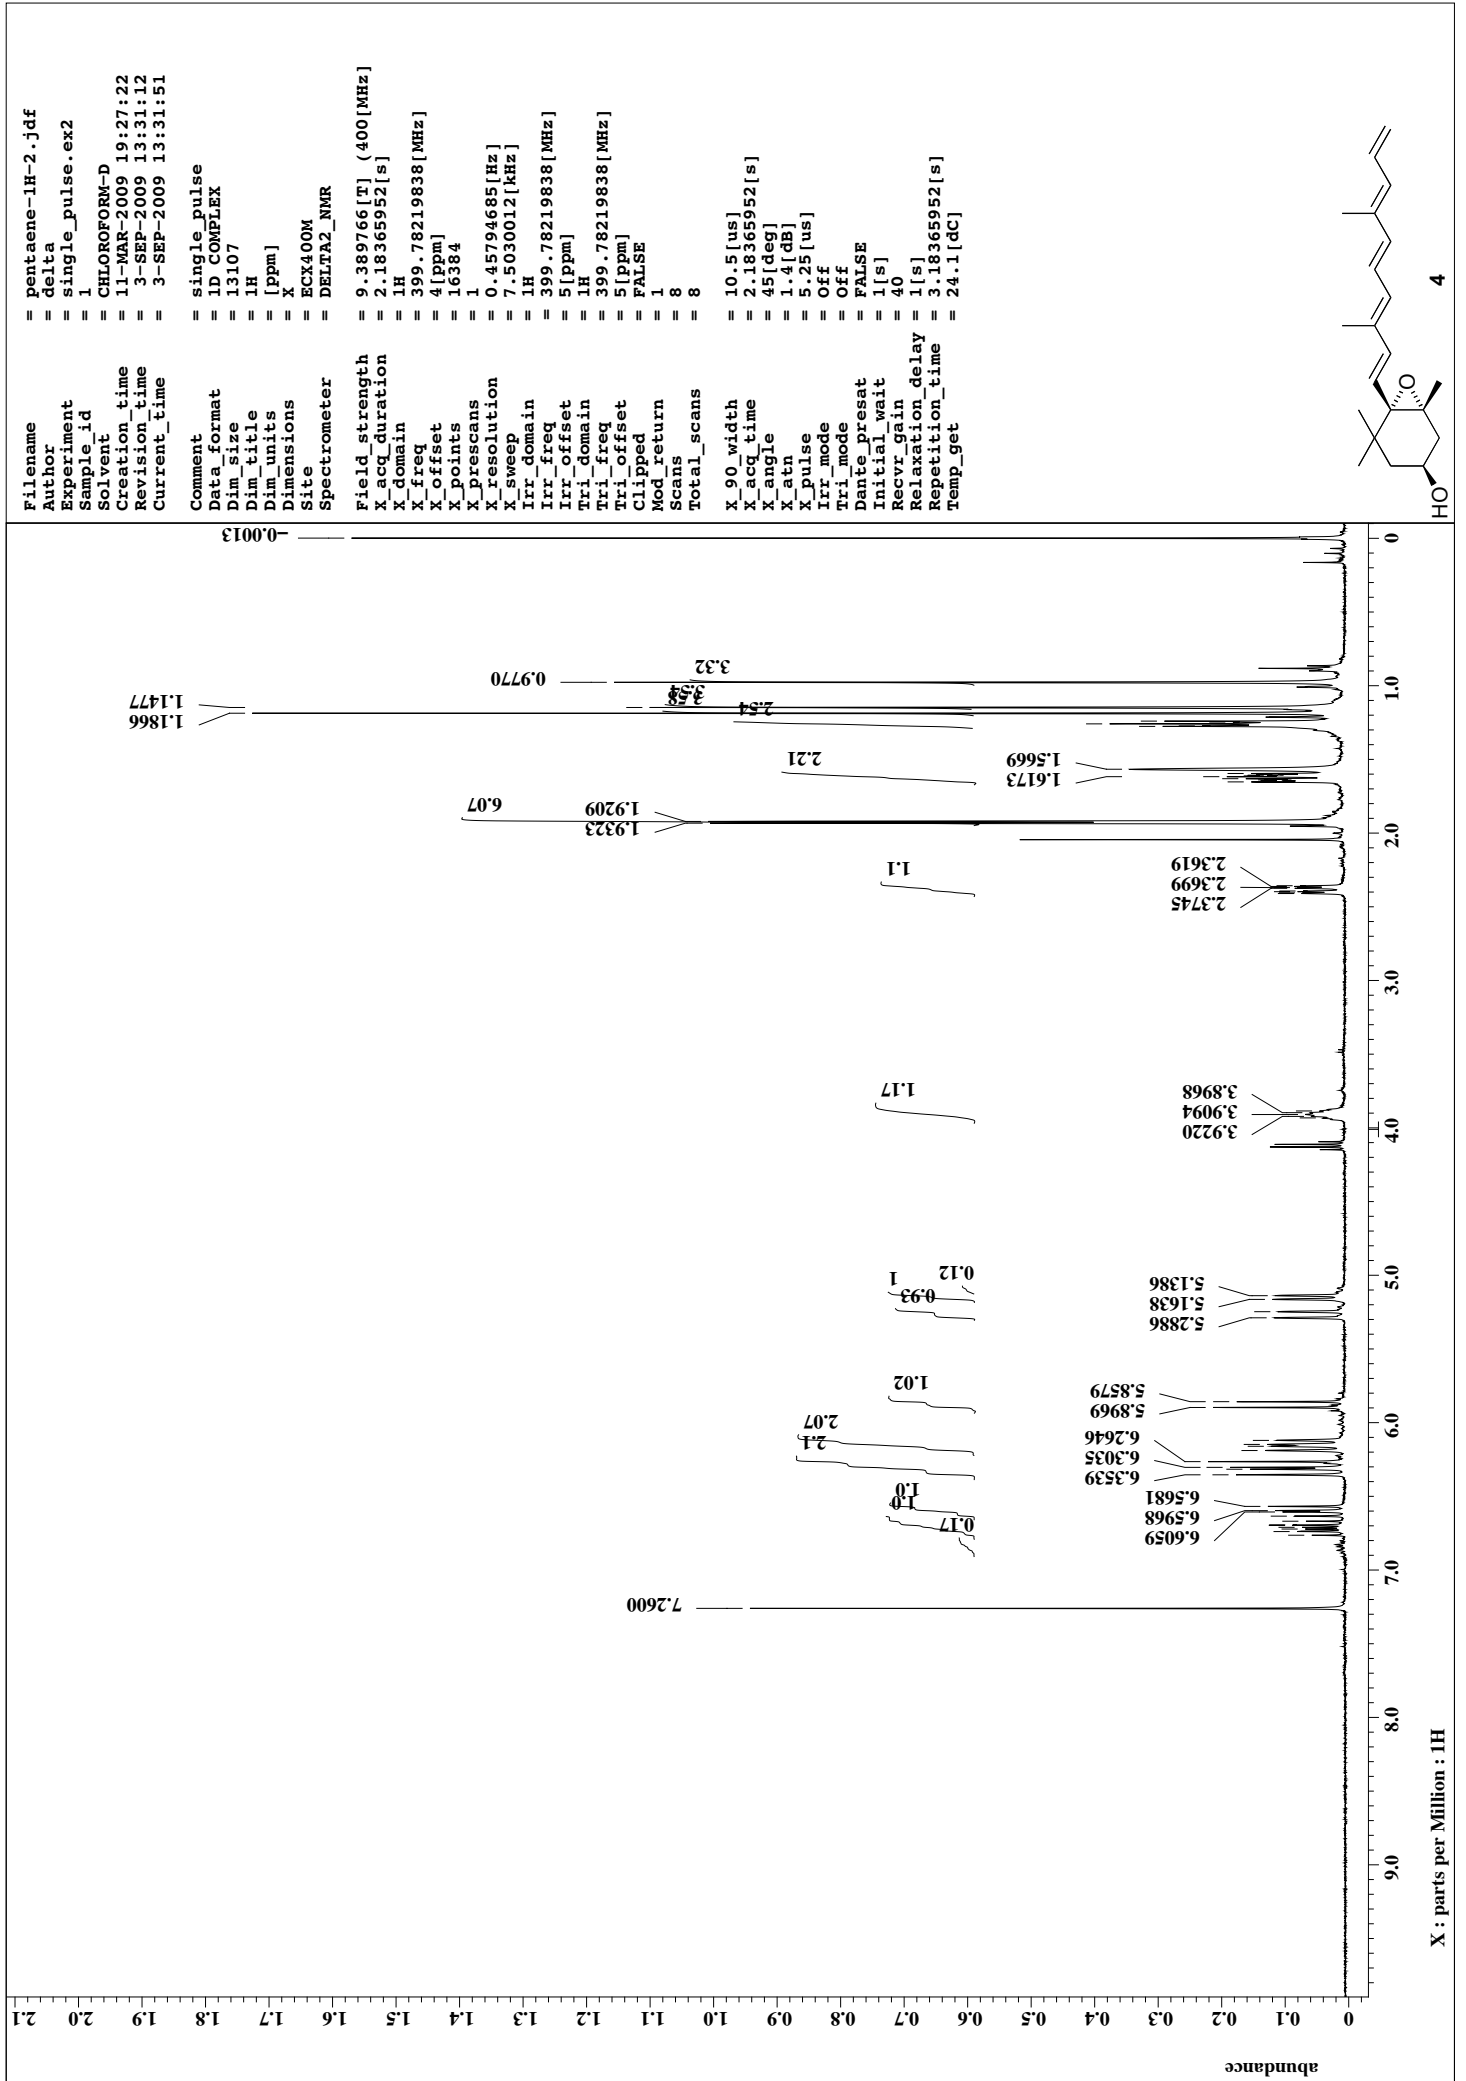 Filename = pentaene-1H-2.jdf
Author = delta
Experiment = single_pulse.ex2
Sample_id = 1
Solvent = CHLOROFORM-D
Creation_time = 11-MAR-2009 19:27:22
Revision_time = 3-SEP-2009 13:31:12
Current_time = 3-SEP-2009 13:31:51
Comment = single_pulse
Data_format = 1D COMPLEX
Dim_size = 13107
Dim_title = 1H
Dim_units = [ppm]
Dimensions = X
Site = ECX400M
Spectrometer = DELTA2_NMR
Field_strength = 9.389766[T] (400[MHz]
X_acq_duration = 2.18365952[s]
X_domain = 1H
X_freq = 399.78219838[MHz]
X_offset = 4[ppm]
X_points = 16384
X_prescans = 1
X_resolution = 0.45794685[Hz]
X_sweep = 7.5030012[kHz]
Irr_domain = 1H
Irr_freq = 399.78219838[MHz]
Irr_offset = 5[ppm]
Tri_domain = 1H
Tri_freq = 399.78219838[MHz]
Tri_offset = 5[ppm]
Clipped = FALSE
Mod_return = 1
Scans = 8
Total_scans = 8
X_90_width = 10.5[us]
X_acq_time = 2.18365952[s]
X_angle = 45[deg]
X_atn = 1.4[dB]
X_pulse = 5.25[us]
Irr_mode = Off
Tri_mode = Off
Dante_presat = FALSE
Initial_wait = 1[s]
Recvr_gain = 40
Relaxation_delay = 1[s]
Repetition_time = 3.18365952[s]
Temp_get = 24.1[dC]
HO
O
4
abundance
0 0.1 0.2 0.3 0.4 0.5 0.6 0.7 0.8 0.9 1.0 1.1 1.2 1.3 1.4 1.5 1.6 1.7 1.8 1.9 2.0 2.1
7.2600
0.17
1.0
1.0
2.1
2.07
1.02
0.93
1
0.12
1.17
1.1
6.07
2.21
2.54
3.58
3.54
3.32
6.6059
6.5968
6.5681
6.3539
6.3035
6.2646
5.8969
5.8579
5.2886
5.1638
5.1386
3.9220
3.9094
3.8968
2.3745
2.3699
2.3619
1.9323
1.9209
1.6173
1.5669
1.1866
1.1477
0.9770
-0.0013
9.0 8.0 7.0 6.0 5.0 4.0 3.0 2.0 1.0 0
X : parts per Million : 1H